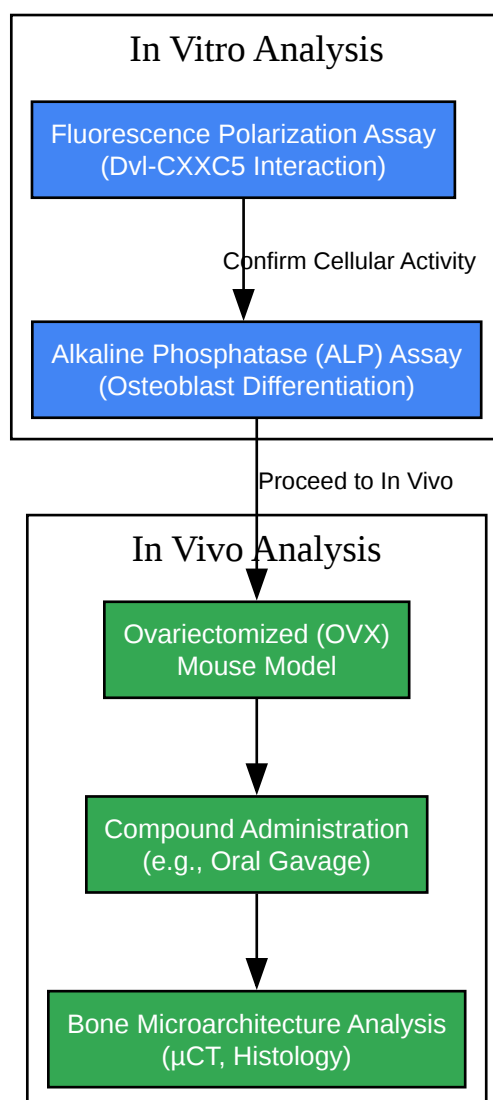 In Vitro Analysis
Fluorescence Polarization Assay
(Dvl-CXXC5 Interaction)
Confirm Cellular Activity
Alkaline Phosphatase (ALP) Assay
(Osteoblast Differentiation)
Proceed to In Vivo
In Vivo Analysis
Ovariectomized (OVX)
Mouse Model
Compound Administration
(e.g., Oral Gavage)
Bone Microarchitecture Analysis
(µCT, Histology)